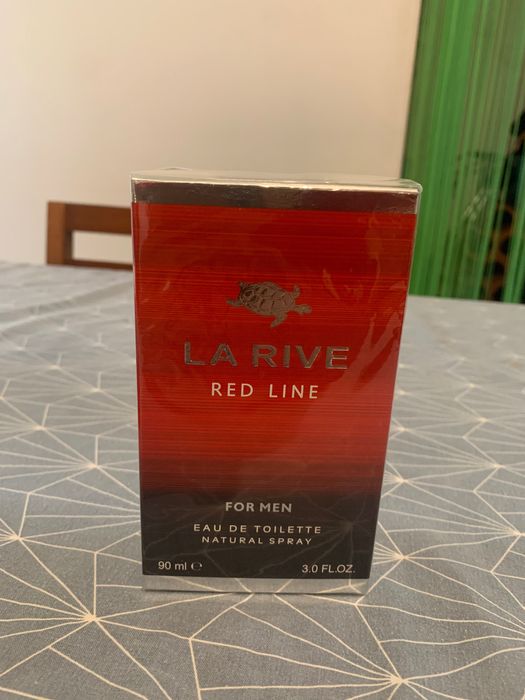 LA RIVE
RED LINE
FOR MEN
EAU DE TOILETTE
NATURAL SPRAY
90 ml ℮ 3.0 FL.OZ.